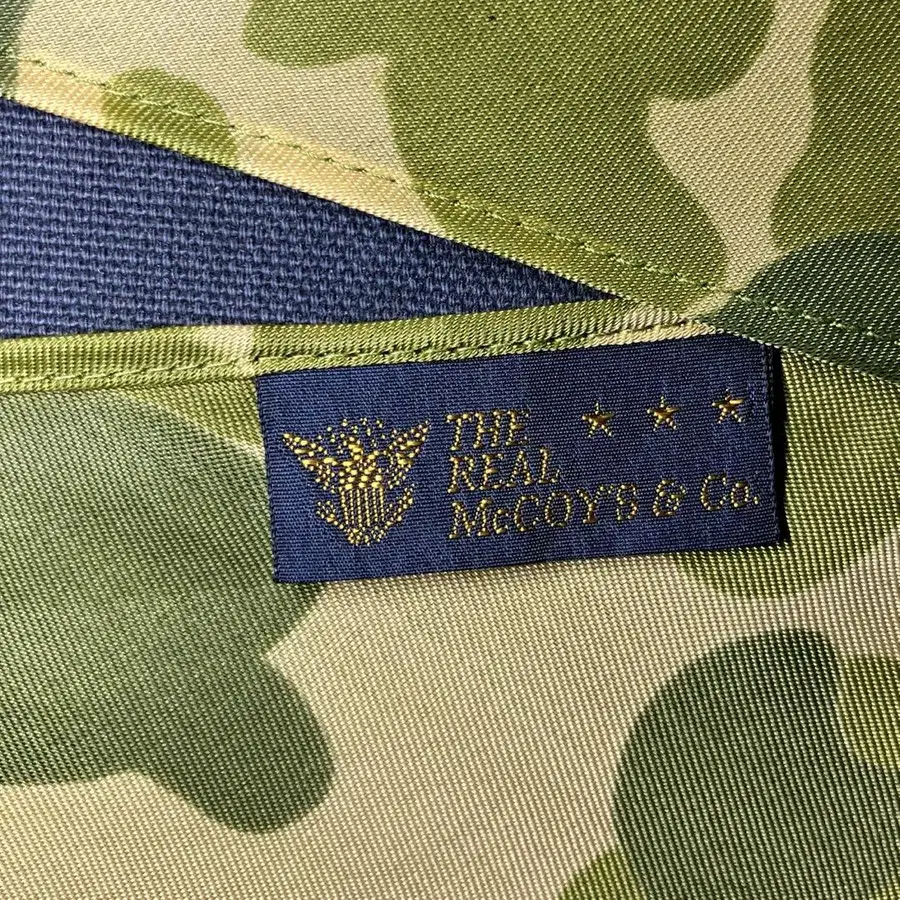 THE
REAL
McCOY'S & Co.